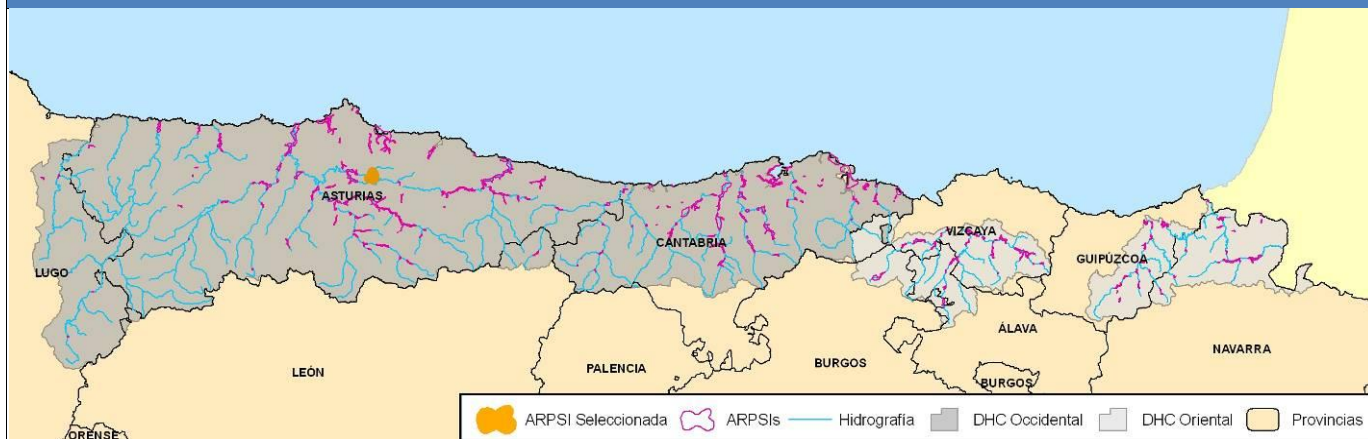 ASTURIAS
CANTABRIA
VIZCAYA
GUIPÚZCOA
LUGO
ÁLAVA
NAVARRA
LEÓN
PALENCIA
BURGOS
BURGOS
ORENSE
ARPSI Seleccionada
ARPSIs
Hidrografía
DHC Occidental
DHC Oriental
Provincias